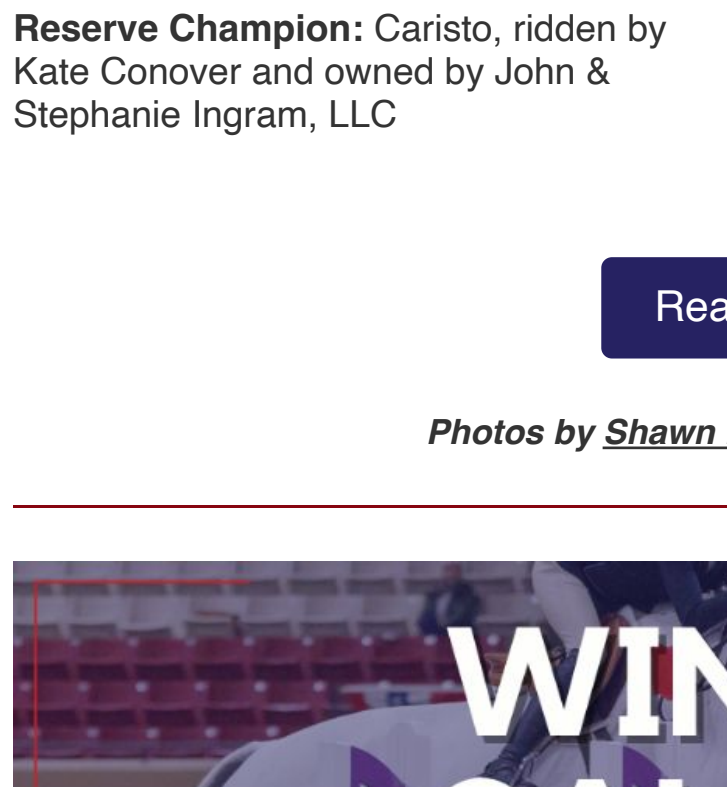 Reserve Champion: Caristo, ridden by
Kate Conover and owned by John &
Stephanie Ingram, LLC
Rea
Photos by Shawn
WIN